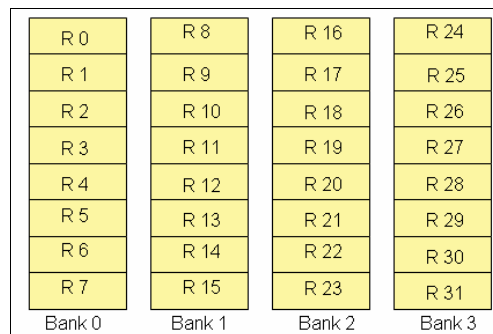 R 0 R 8 R 16 R 24
R 1 R 9 R 17 R 25
R 2 R 10 R 18 R 26
R 3 R 11 R 19 R 27
R 4 R 12 R 20 R 28
R 5 R 13 R 21 R 29
R 6 R 14 R 22 R 30
R 7 R 15 R 23 R 31
Bank 0 Bank 1 Bank 2 Bank 3